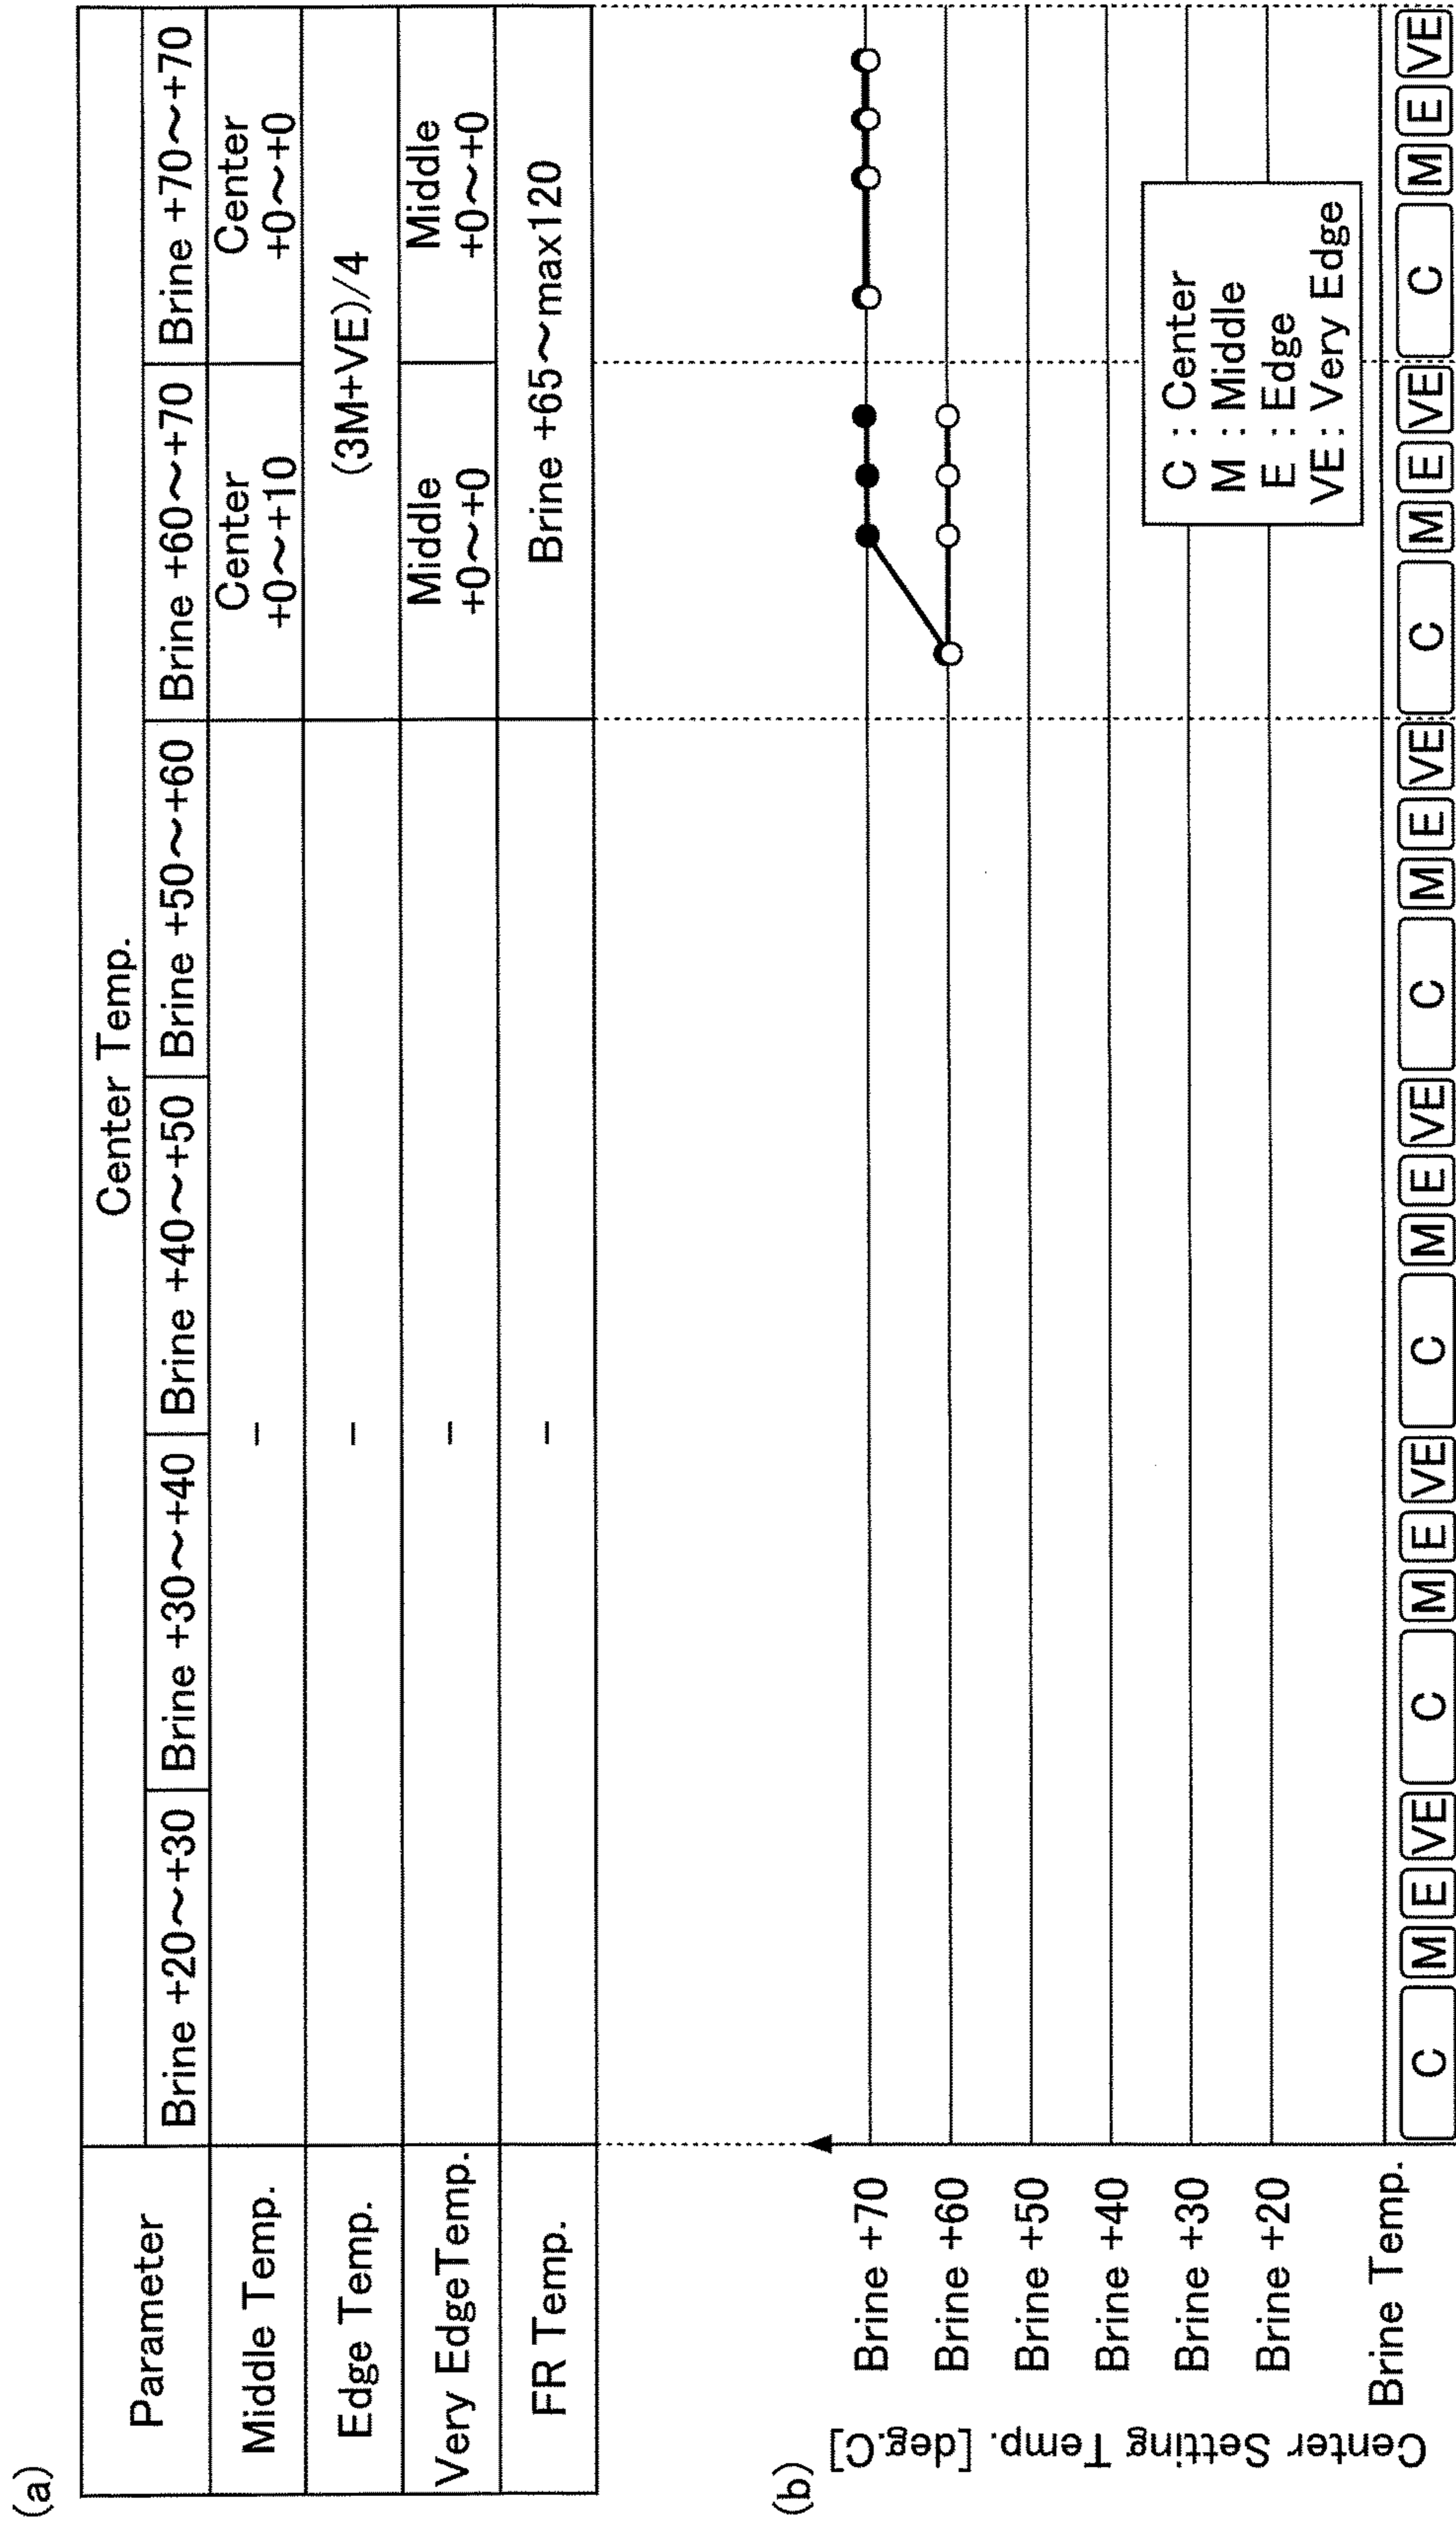 (a)
Parameter
Center Temp.
Brine +20~+30
Brine +30~+40
Brine +40~+50
Brine +50~+60
Brine +60~+70
Brine +70~+70
Middle Temp.
-
Center
+0~+10
Center
+0~+0
Edge Temp.
-
(3M+VE)/4
Very EdgeTemp.
-
Middle
+0~+0
Middle
+0~+0
FR Temp.
-
Brine +65~max120
(b)
Center Setting Temp. [deg.C]
Brine +70
Brine +60
Brine +50
Brine +40
Brine +30
Brine +20
Brine Temp.
C : Center
M : Middle
E : Edge
VE : Very Edge
C M E VE C M E VE C M E VE C M E VE C M E VE C M E VE